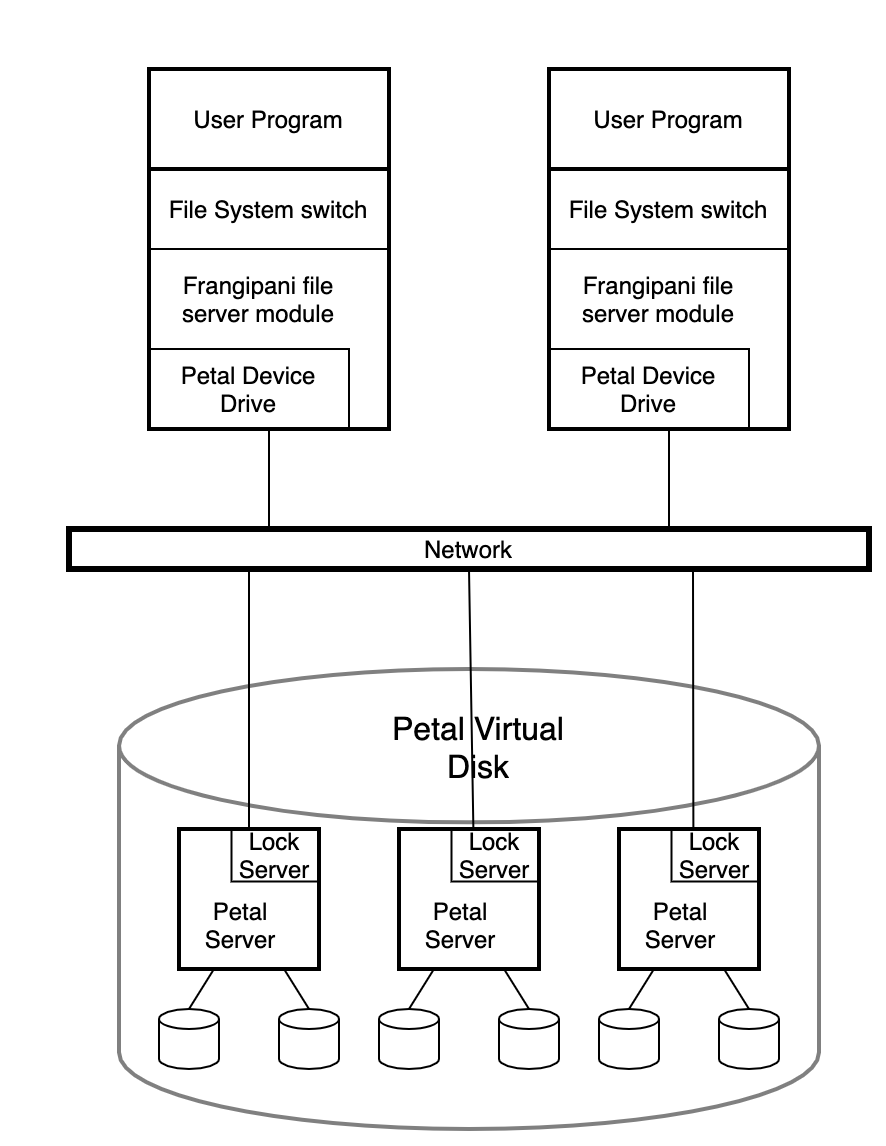 User Program
User Program
File System switch
File System switch
Frangipani file
server module
Frangipani file
server module
Petal Device
Drive
Petal Device
Drive
Network
Petal Virtual
Disk
Lock
Server
Petal
Server
Lock
Server
Petal
Server
Lock
Server
Petal
Server